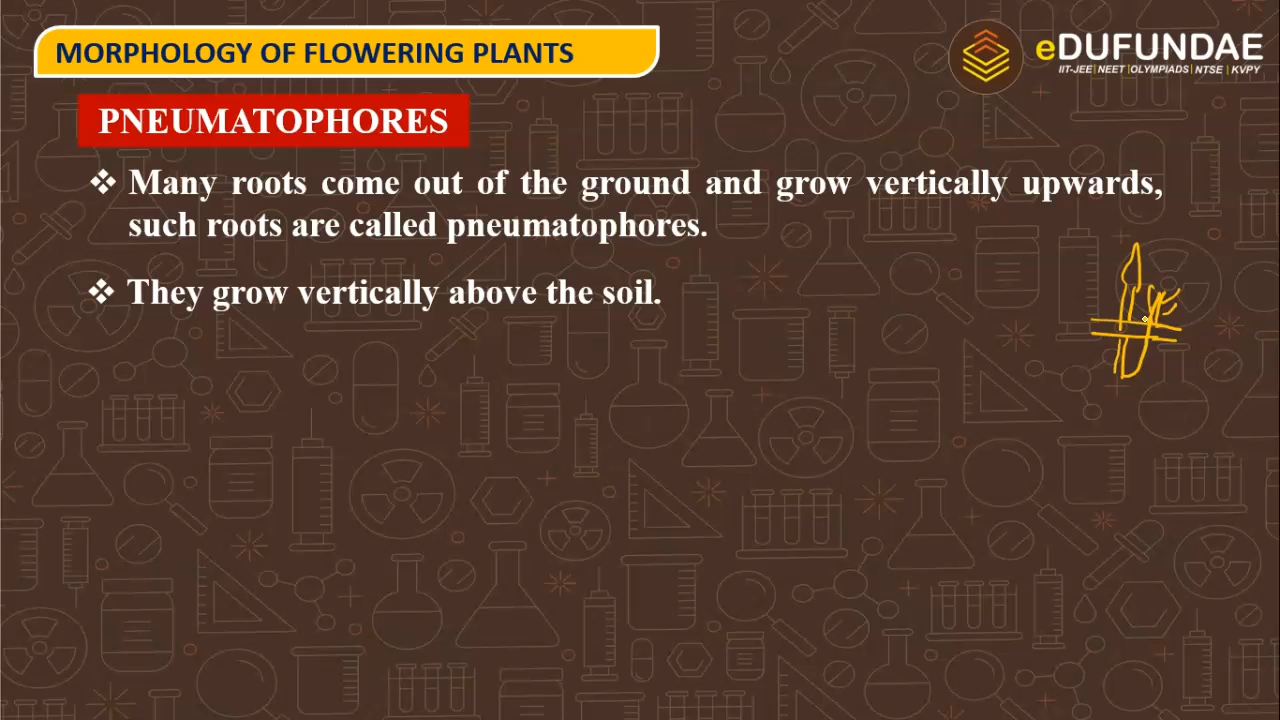 MORPHOLOGY OF FLOWERING PLANTS
eDUFUNDAE
IIT-JEE|NEET|OLYMPIADS|NTSE|KVPY
PNEUMATOPHORES
❖ Many roots come out of the ground and grow vertically upwards,
such roots are called pneumatophores.
❖ They grow vertically above the soil.